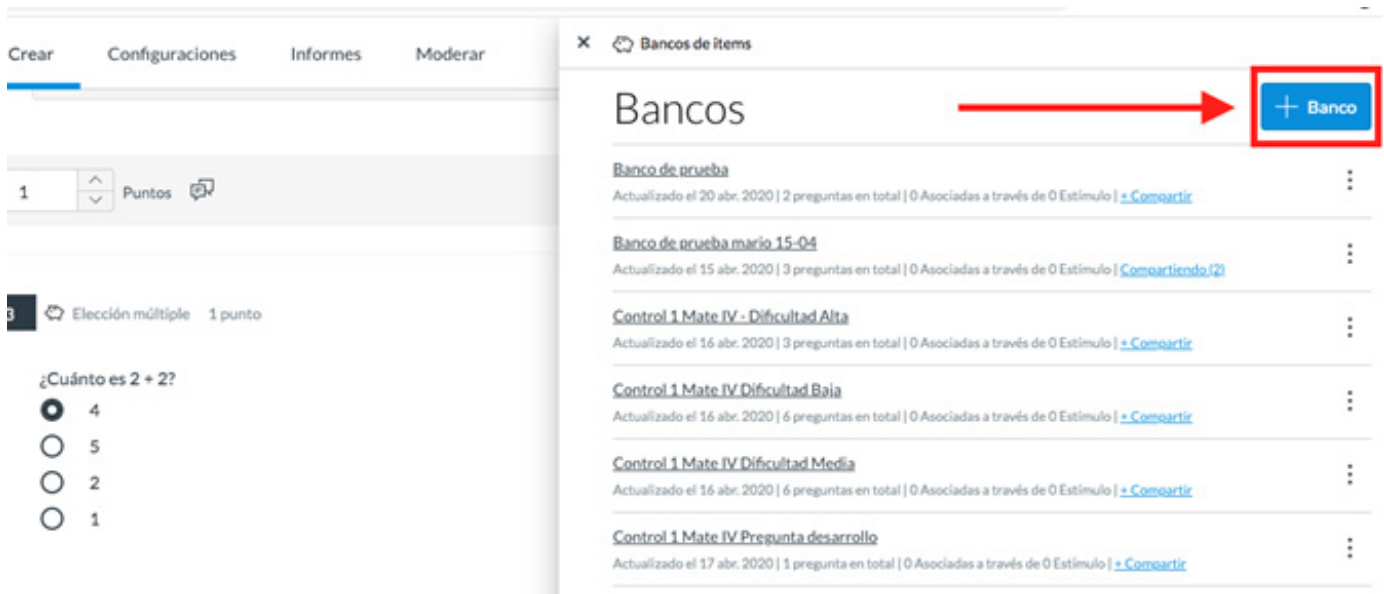 Crear Configuraciones Informes Moderar
1 Puntos
3 Elección múltiple 1 punto
¿Cuánto es 2 + 2?
4
5
2
1
Bancos de ítems
Bancos
+ Banco
Banco de prueba
Actualizado el 20 abr. 2020 | 2 preguntas en total | 0 Asociadas a través de 0 Estímulo | + Compartir
Banco de prueba mario 15-04
Actualizado el 15 abr. 2020 | 3 preguntas en total | 0 Asociadas a través de 0 Estímulo | Compartiendo (2)
Control 1 Mate IV - Dificultad Alta
Actualizado el 16 abr. 2020 | 3 preguntas en total | 0 Asociadas a través de 0 Estímulo | + Compartir
Control 1 Mate IV Dificultad Baja
Actualizado el 16 abr. 2020 | 6 preguntas en total | 0 Asociadas a través de 0 Estímulo | + Compartir
Control 1 Mate IV Dificultad Media
Actualizado el 16 abr. 2020 | 6 preguntas en total | 0 Asociadas a través de 0 Estímulo | + Compartir
Control 1 Mate IV Pregunta desarrollo
Actualizado el 17 abr. 2020 | 1 pregunta en total | 0 Asociadas a través de 0 Estímulo | + Compartir